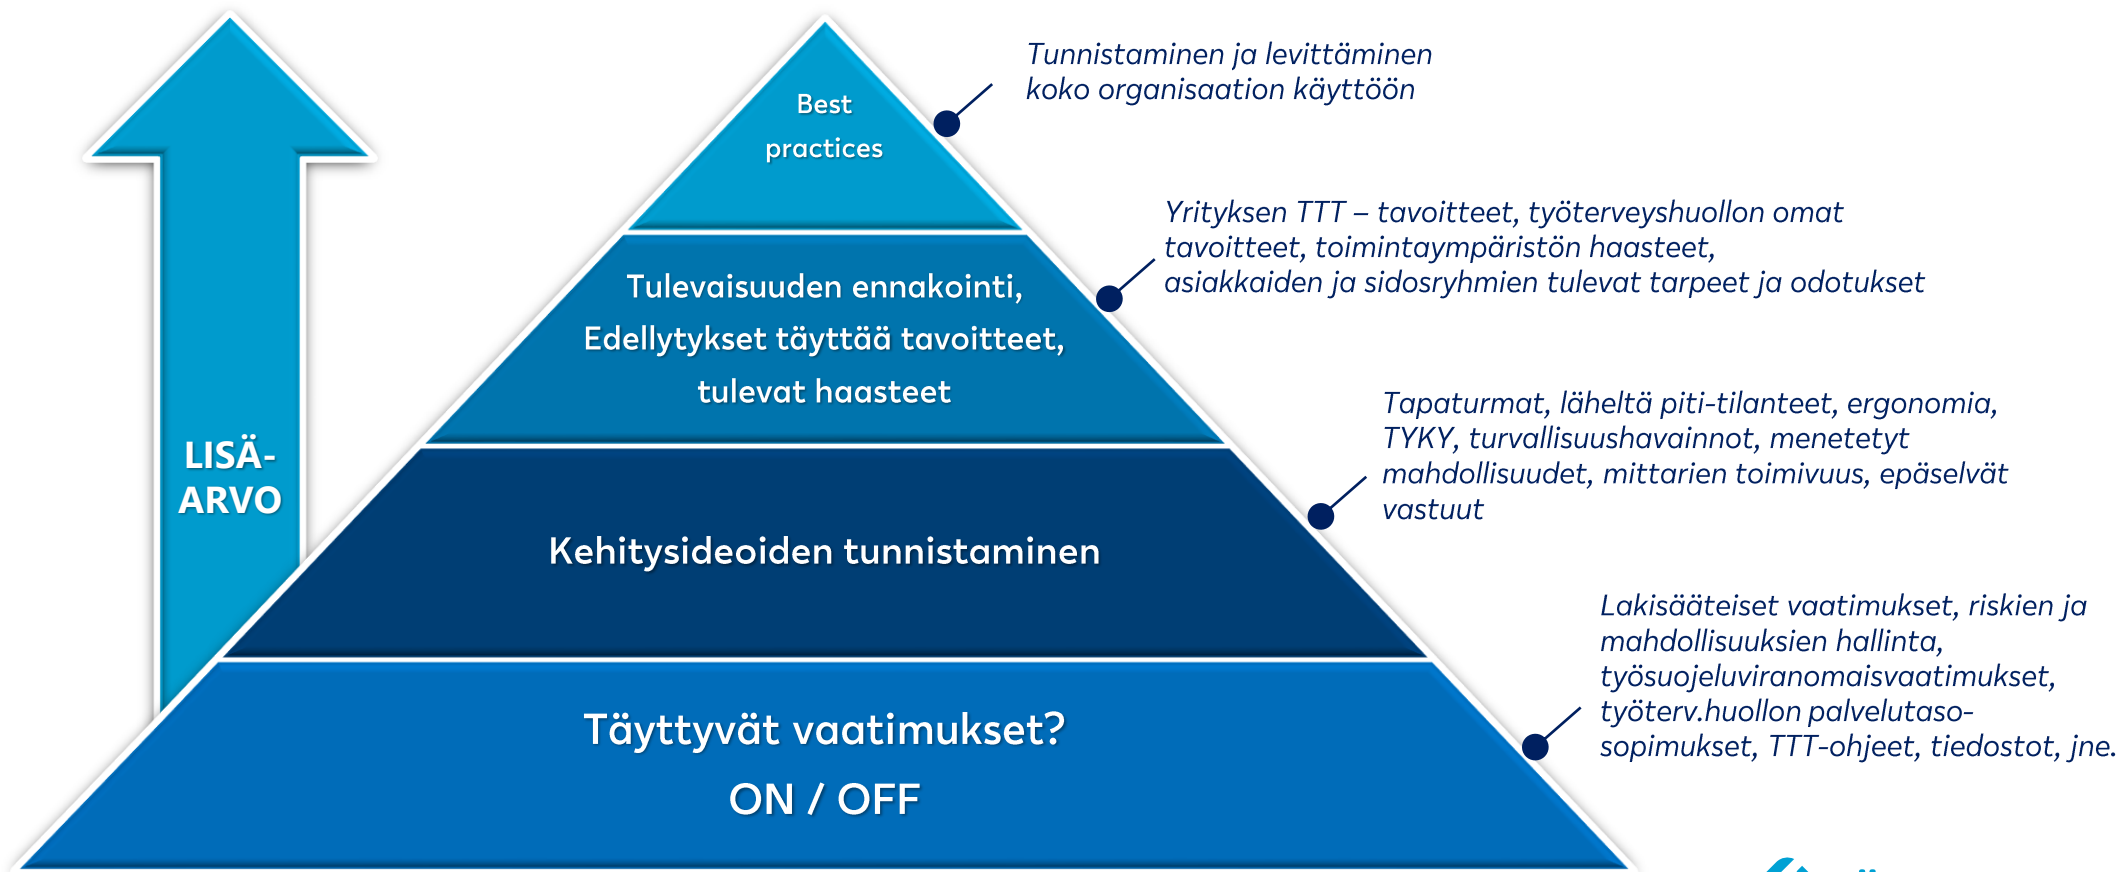 Best
practices
Tunnistaminen ja levittäminen
koko organisaation käyttöön
Tulevaisuuden ennakointi,
Edellytykset täyttää tavoitteet,
tulevat haasteet
Yrityksen TTT – tavoitteet, työterveyshuollon omat
tavoitteet, toimintaympäristön haasteet,
asiakkaiden ja sidosryhmien tulevat tarpeet ja odotukset
LISÄ-
ARVO
Kehitysideoiden tunnistaminen
Tapaturmat, läheltä piti-tilanteet, ergonomia,
TYKY, turvallisuushavainnot, menetetyt
mahdollisuudet, mittarien toimivuus, epäselvät
vastuut
Täyttyvät vaatimukset?
ON / OFF
Lakisääteiset vaatimukset, riskien ja
mahdollisuuksien hallinta,
työsuojeluviranomaisvaatimukset,
työterv.huollon palvelutaso-
sopimukset, TTT-ohjeet, tiedostot, jne.